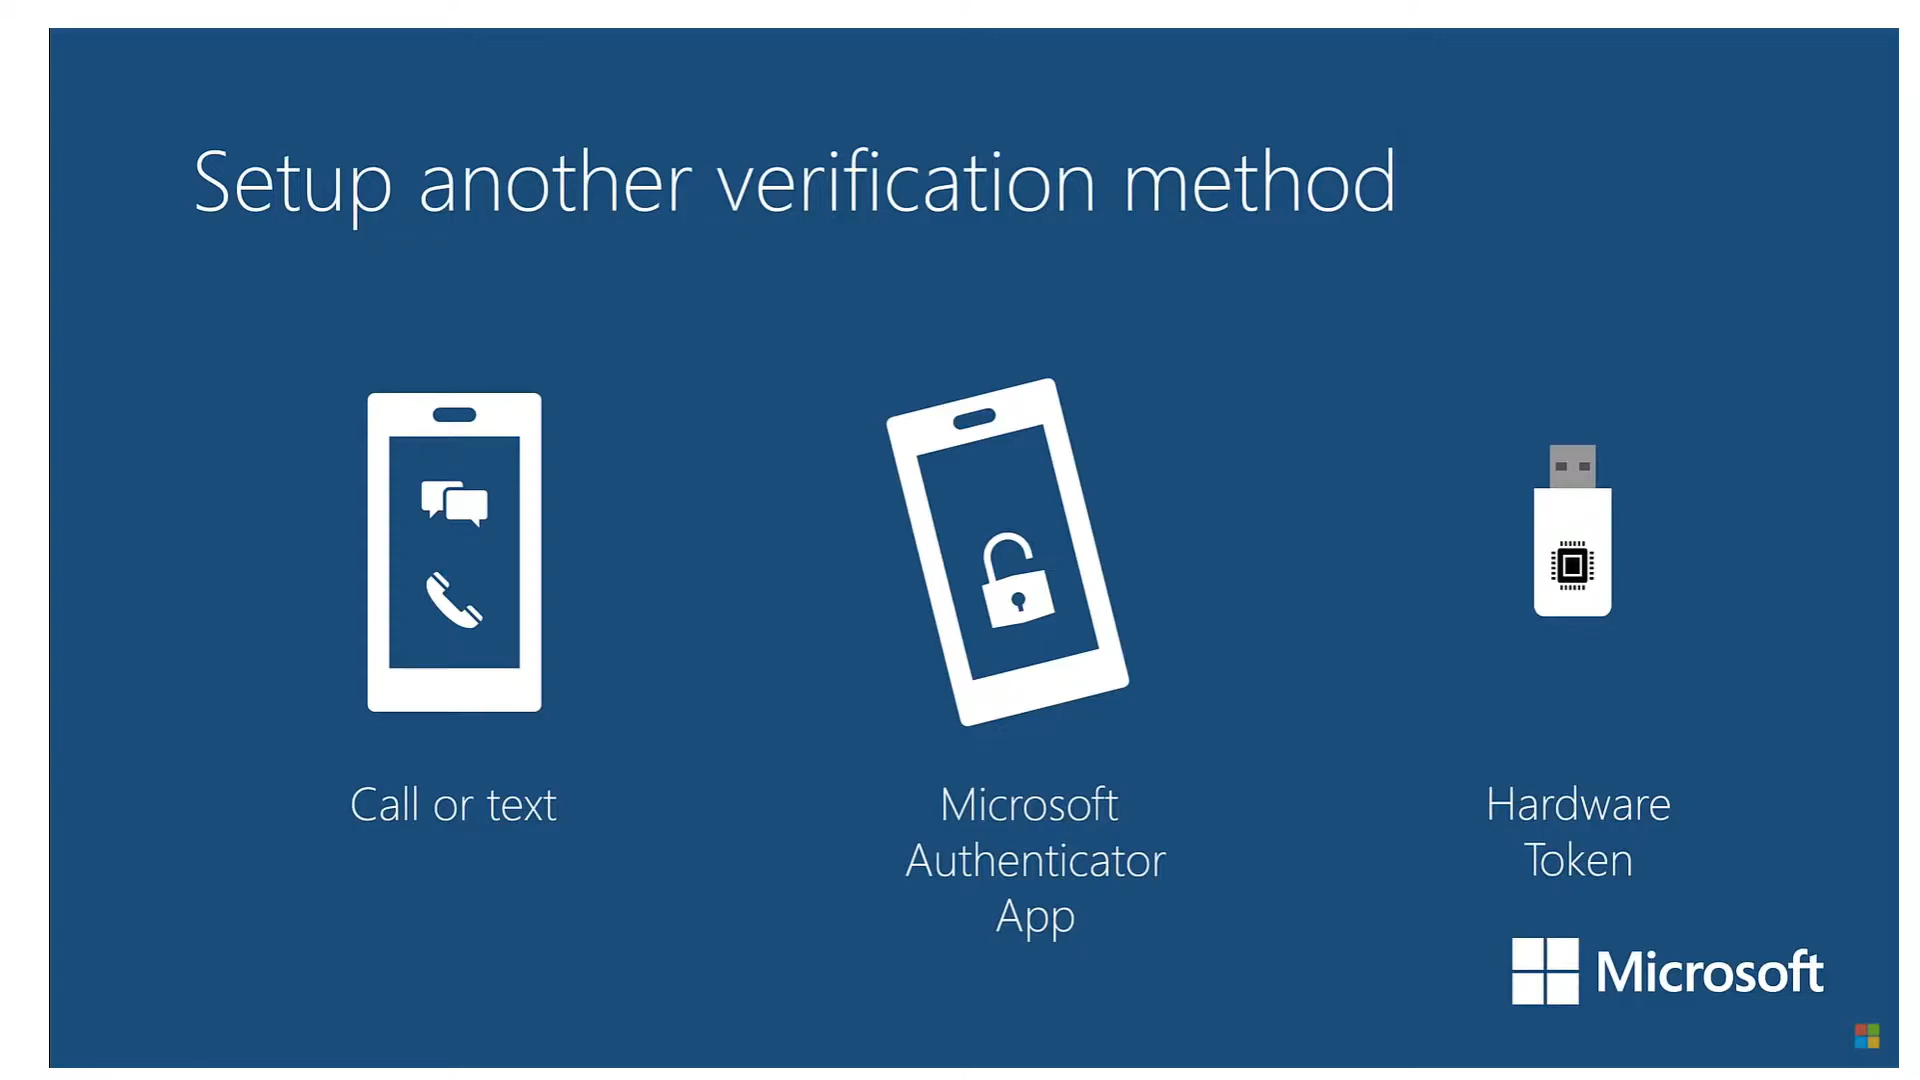 Setup another verification method
Call or text
Microsoft
Authenticator
App
Hardware
Token
Microsoft